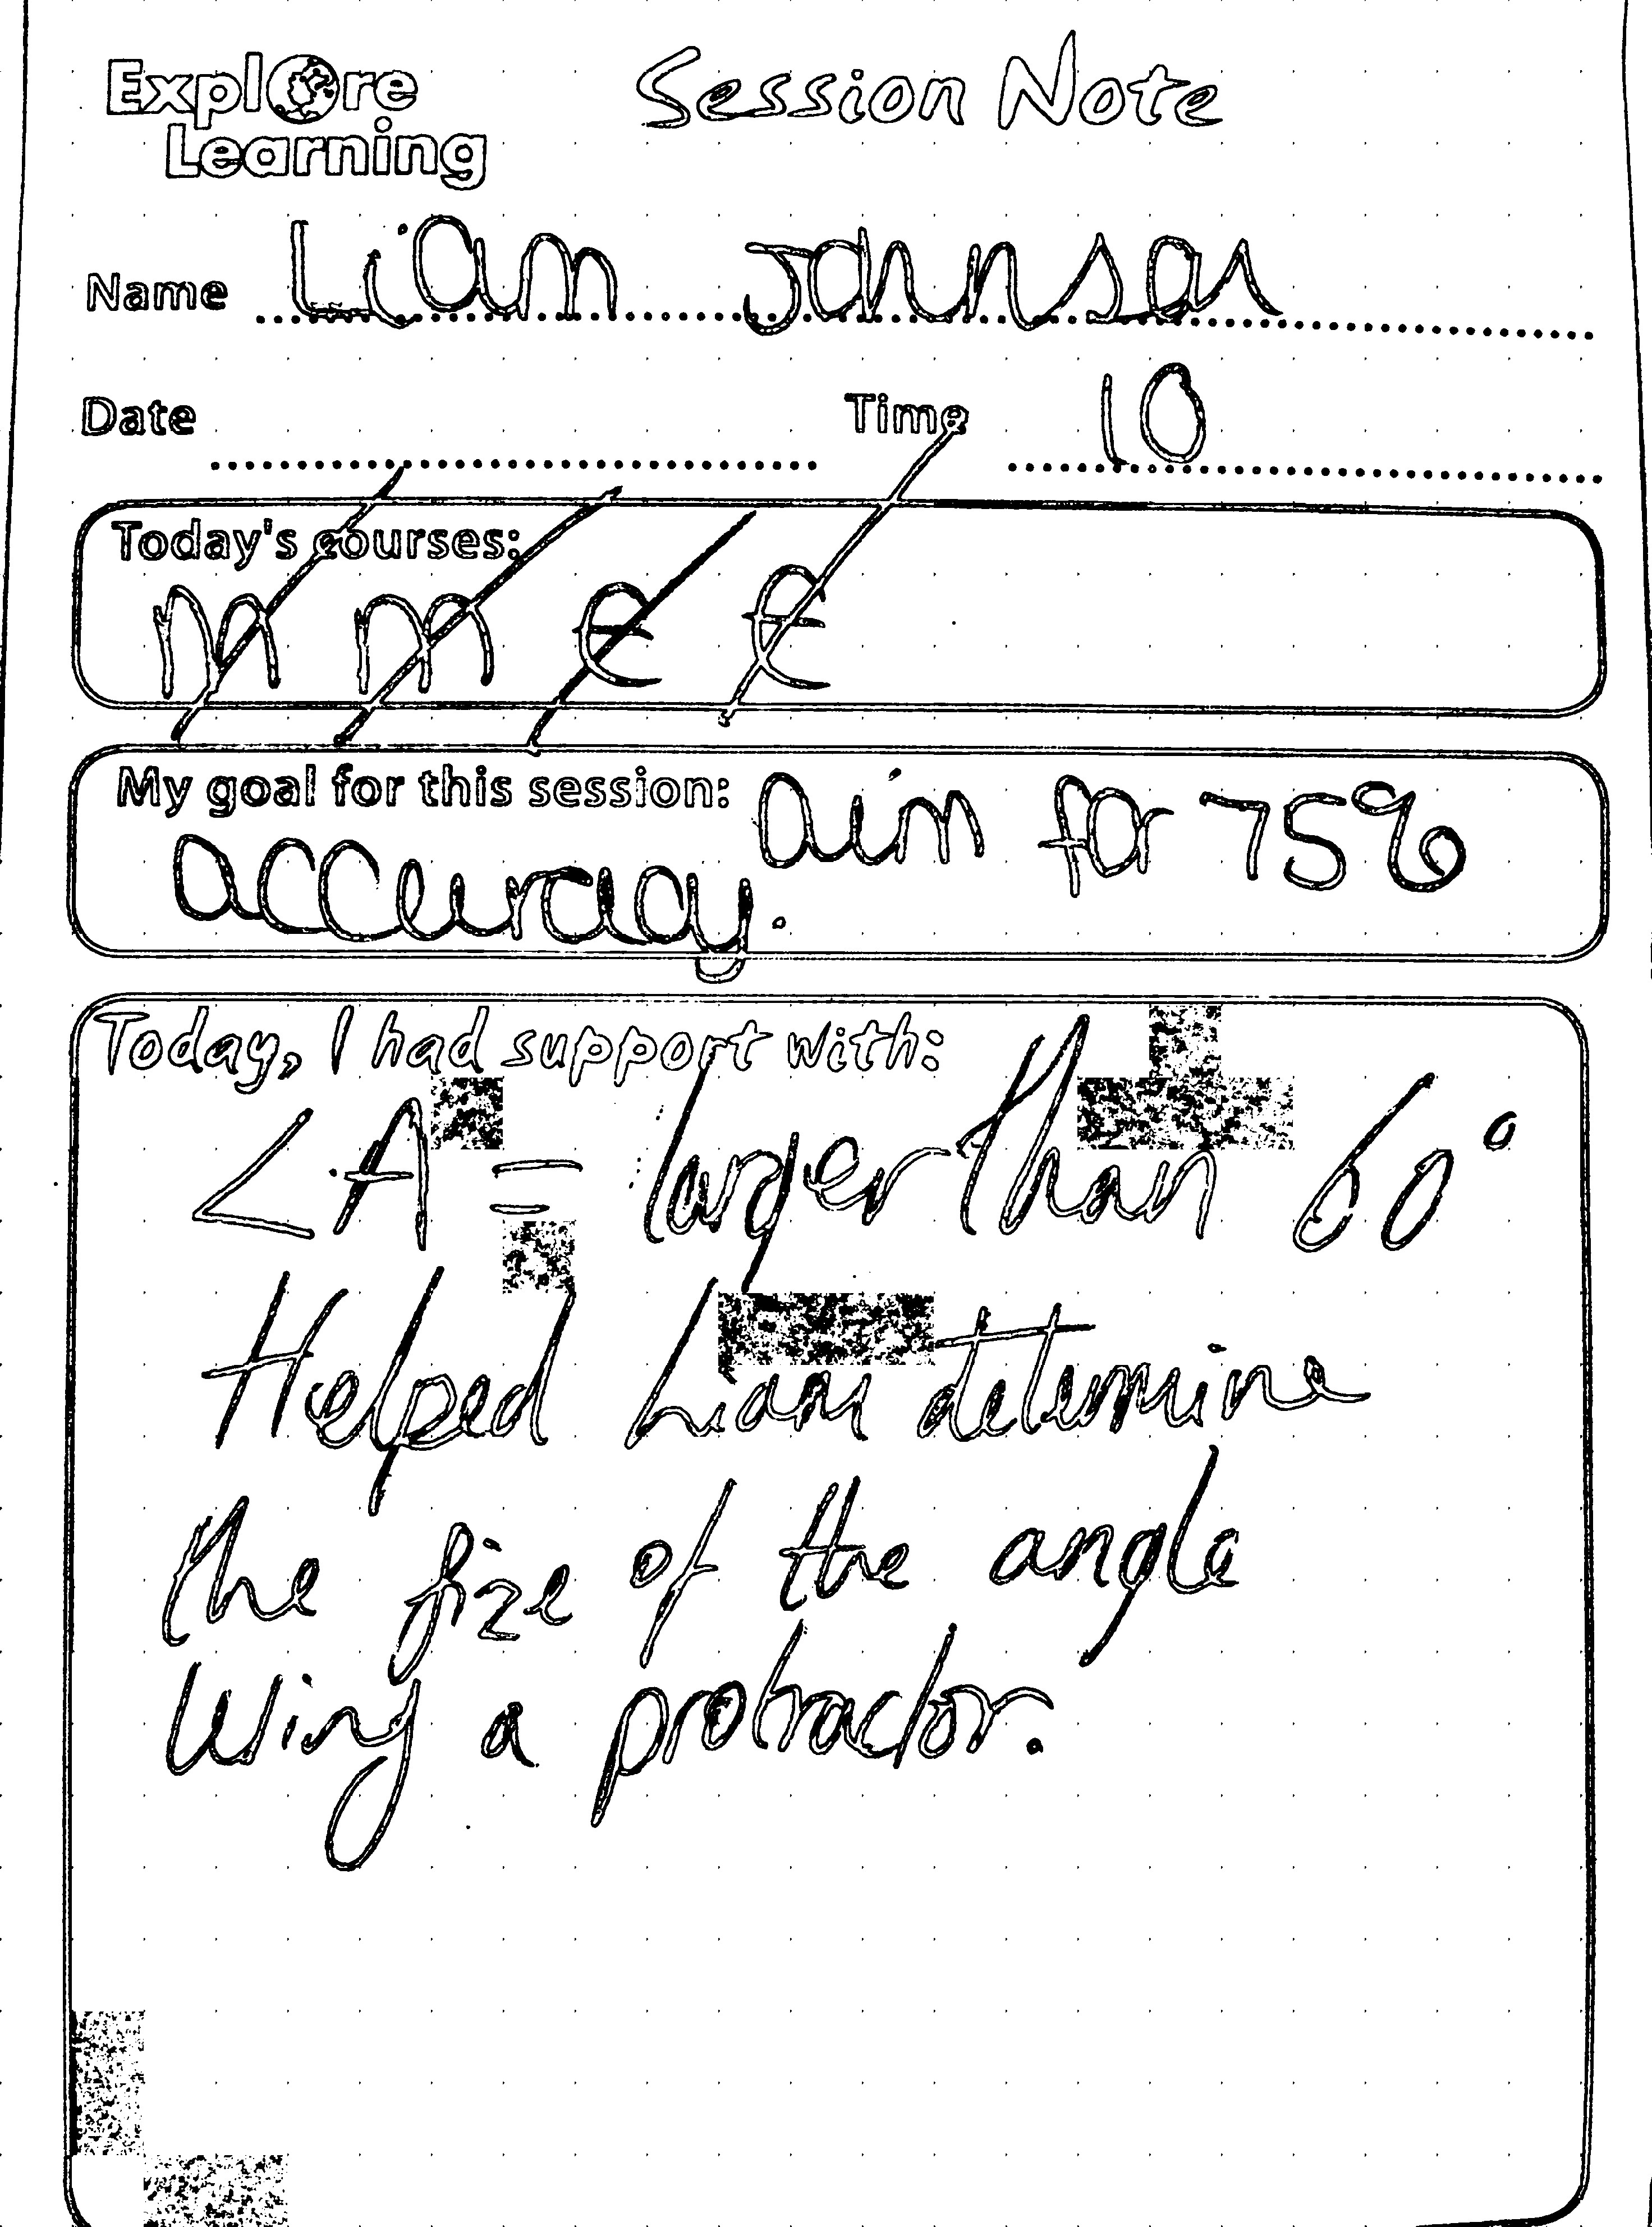 Explore
Learning
Session Note
Name Liam Johnson
Date Time 10
Today's courses:
M M E E
My goal for this session: aim for 75%
accuracy.
Today, I had support with:
∠A = larger than 60°
Helped Liam determine
the size of the angle
using a protractor.